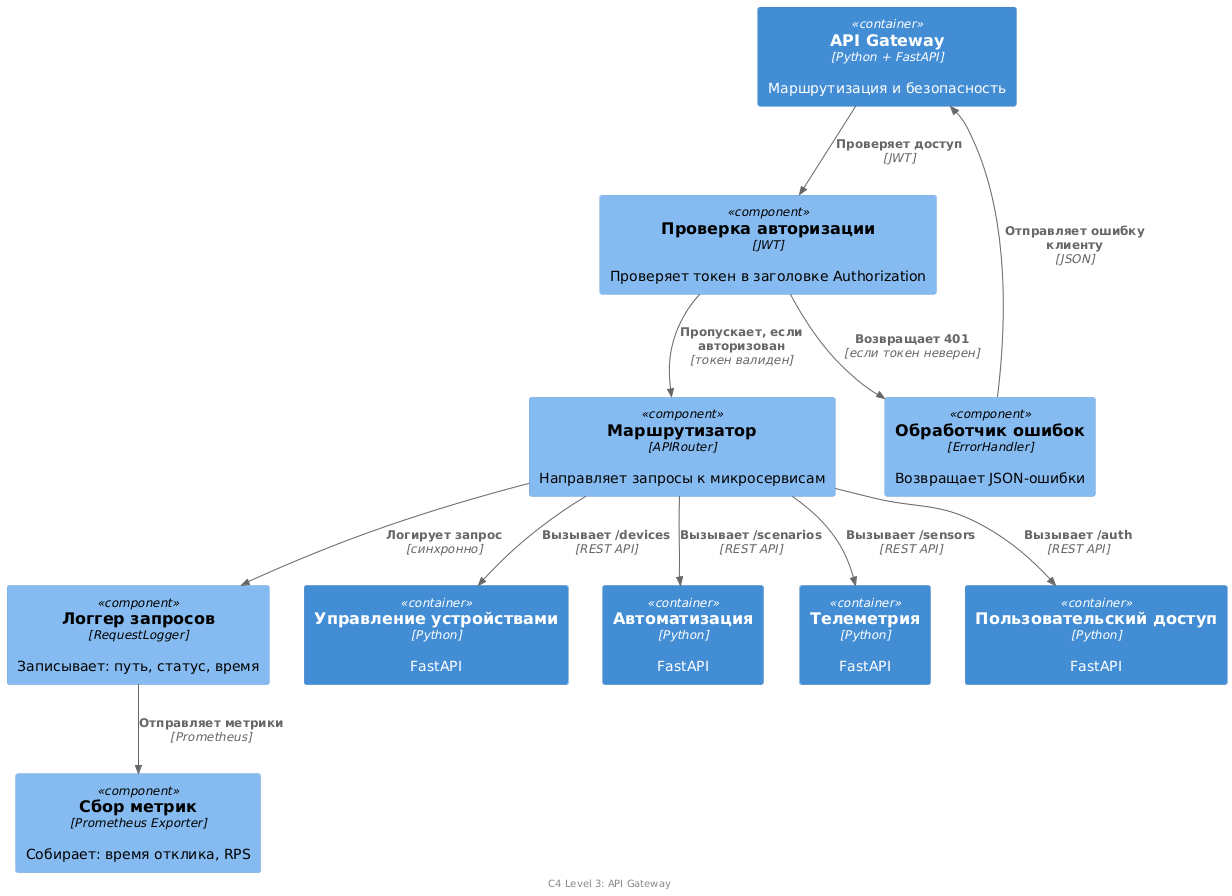 «container»
API Gateway
[Python + FastAPI]
Маршрутизация и безопасность
Проверяет доступ
[JWT]
«component»
Проверка авторизации
[JWT]
Проверяет токен в заголовке Authorization
Отправляет ошибку
клиенту
[JSON]
Пропускает, если
авторизован
[токен валиден]
Возвращает 401
[если токен неверен]
«component»
Маршрутизатор
[APIRouter]
Направляет запросы к микросервисам
«component»
Обработчик ошибок
[ErrorHandler]
Возвращает JSON-ошибки
Логирует запрос
[синхронно]
Вызывает /devices
[REST API]
Вызывает /scenarios
[REST API]
Вызывает /sensors
[REST API]
Вызывает /auth
[REST API]
«component»
Логгер запросов
[RequestLogger]
Записывает: путь, статус, время
«container»
Управление устройствами
[Python]
FastAPI
«container»
Автоматизация
[Python]
FastAPI
«container»
Телеметрия
[Python]
FastAPI
«container»
Пользовательский доступ
[Python]
FastAPI
Отправляет метрики
[Prometheus]
«component»
Сбор метрик
[Prometheus Exporter]
Собирает: время отклика, RPS
C4 Level 3: API Gateway